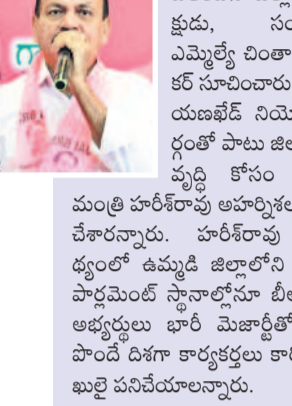 క్షుడు, సం
ఎమ్మెల్యే చింతా
కర్ సూచించారు
యణఖేడ్ నియో
ర్గంతో పాటు జిల
వృద్ధి కోసం
మంత్రి హరీశ్‌రావు అహర్నిశల
చేశారన్నారు. హరీశ్‌రావు
థ్యంలో ఉమ్మడి జిల్లాలోని
పార్లమెంట్ స్థానాల్లోనూ బీఆ
అభ్యర్థులు భారీ మెజార్టీతో
పొందే దిశగా కార్యకర్తలు కార్
ఖులై పనిచేయాలన్నారు.